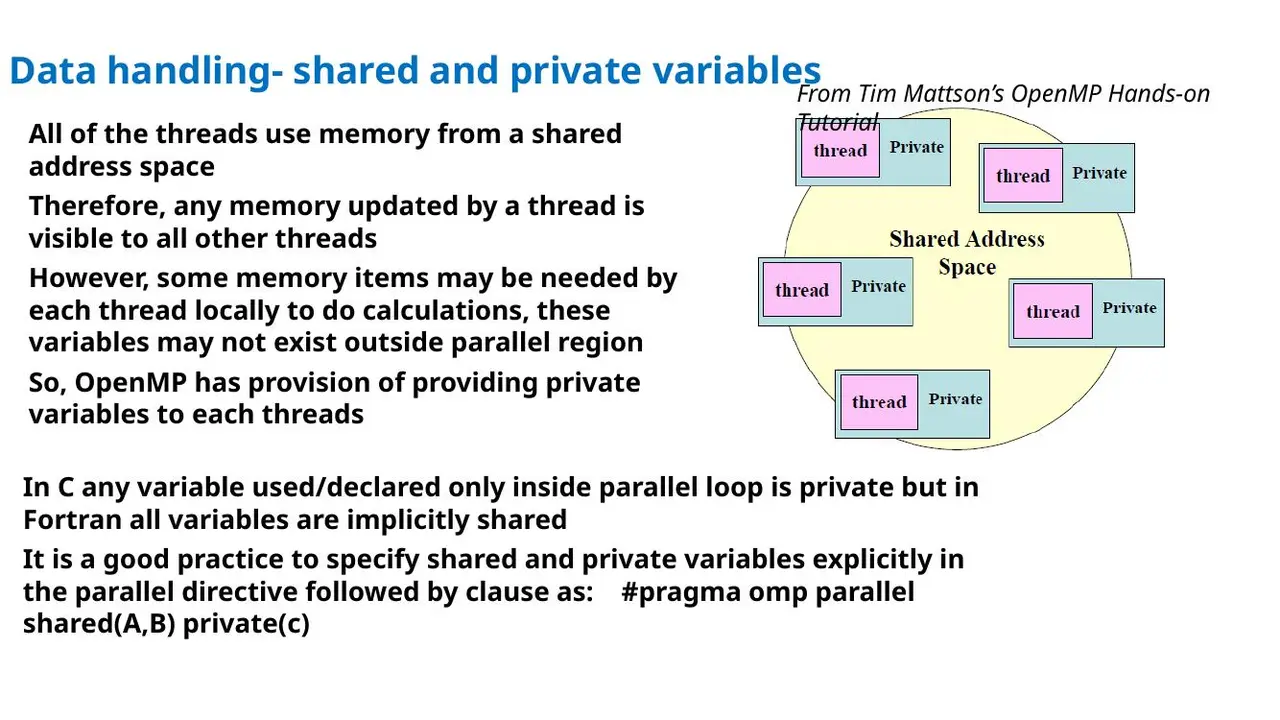 Data handling- shared and private variables
From Tim Mattson’s OpenMP Hands-on
Tutorial
All of the threads use memory from a shared
address space
Therefore, any memory updated by a thread is
visible to all other threads
However, some memory items may be needed by
each thread locally to do calculations, these
variables may not exist outside parallel region
So, OpenMP has provision of providing private
variables to each threads
thread Private
thread Private
Shared Address
Space
thread Private
thread Private
thread Private
In C any variable used/declared only inside parallel loop is private but in
Fortran all variables are implicitly shared
It is a good practice to specify shared and private variables explicitly in
the parallel directive followed by clause as: #pragma omp parallel
shared(A,B) private(c)